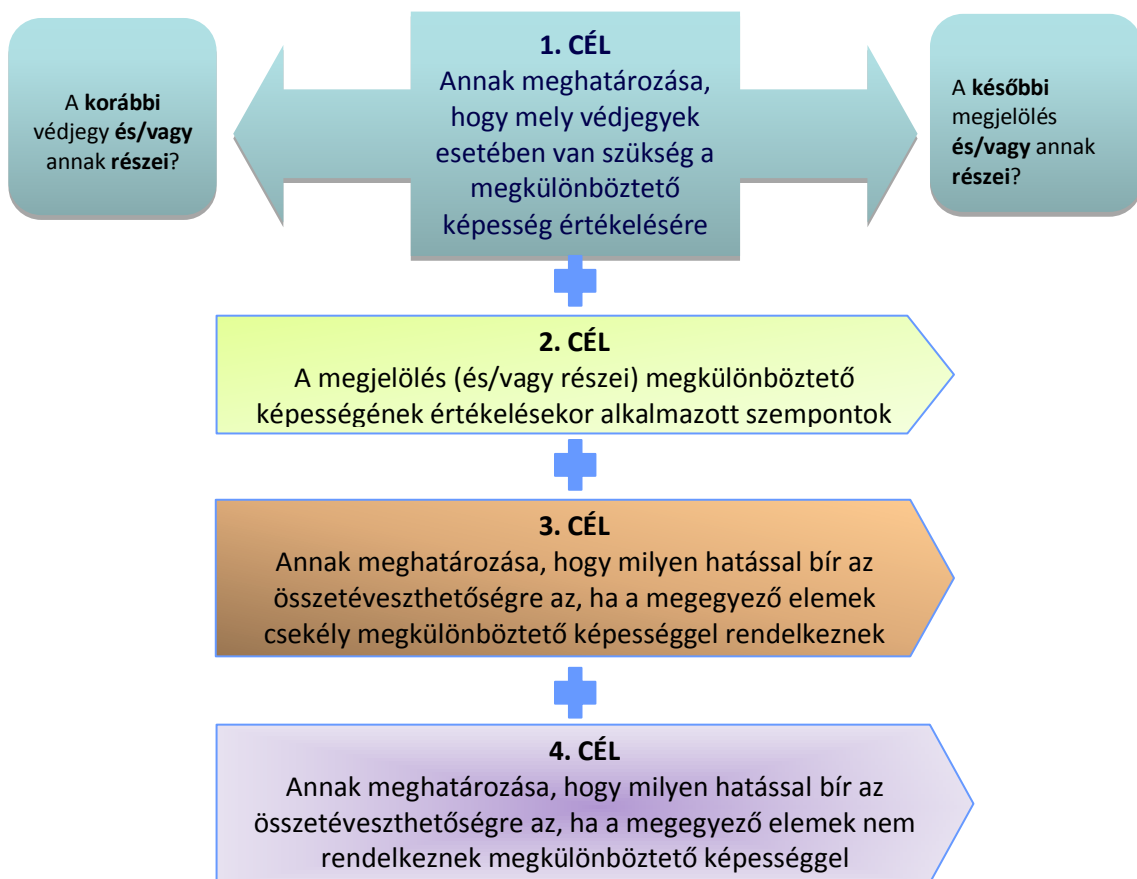 A korábbi
védjegy és/vagy
annak részei?
1. CÉL
Annak meghatározása,
hogy mely védjegyek
esetében van szükség a
megkülönböztető
képesség értékelésére
A későbbi
megjelölés
és/vagy annak
részei?
2. CÉL
A megjelölés (és/vagy részei) megkülönböztető
képességének értékelésekor alkalmazott szempontok
3. CÉL
Annak meghatározása, hogy milyen hatással bír az
összetéveszthetőségre az, ha a megegyező elemek
csekély megkülönböztető képességgel rendelkeznek
4. CÉL
Annak meghatározása, hogy milyen hatással bír az
összetéveszthetőségre az, ha a megegyező elemek nem
rendelkeznek megkülönböztető képességgel